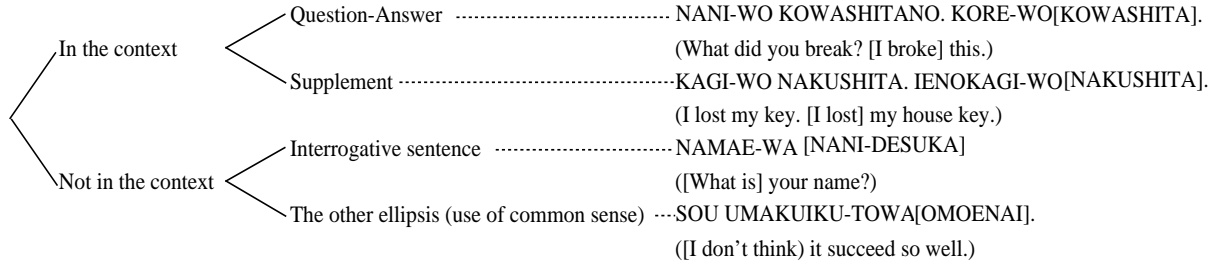 Question-Answer NANI-WO KOWASHITANO. KORE-WO[KOWASHITA].
In the context
(What did you break? [I broke] this.)
Supplement KAGI-WO NAKUSHITA. IENOKAGI-WO[NAKUSHITA].
(I lost my key. [I lost] my house key.)
Interrogative sentence NAMAE-WA [NANI-DESUKA]
Not in the context
([What is] your name?)
The other ellipsis (use of common sense) SOU UMAKUIKU-TOWA[OMOENAI].
([I don't think) it succeed so well.)